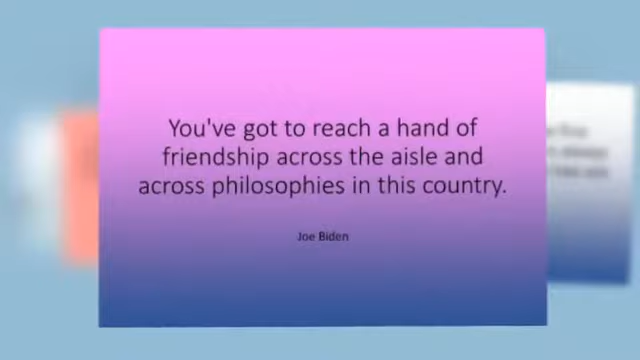 You've got to reach a hand of
friendship across the aisle and
across philosophies in this country.
Joe Biden